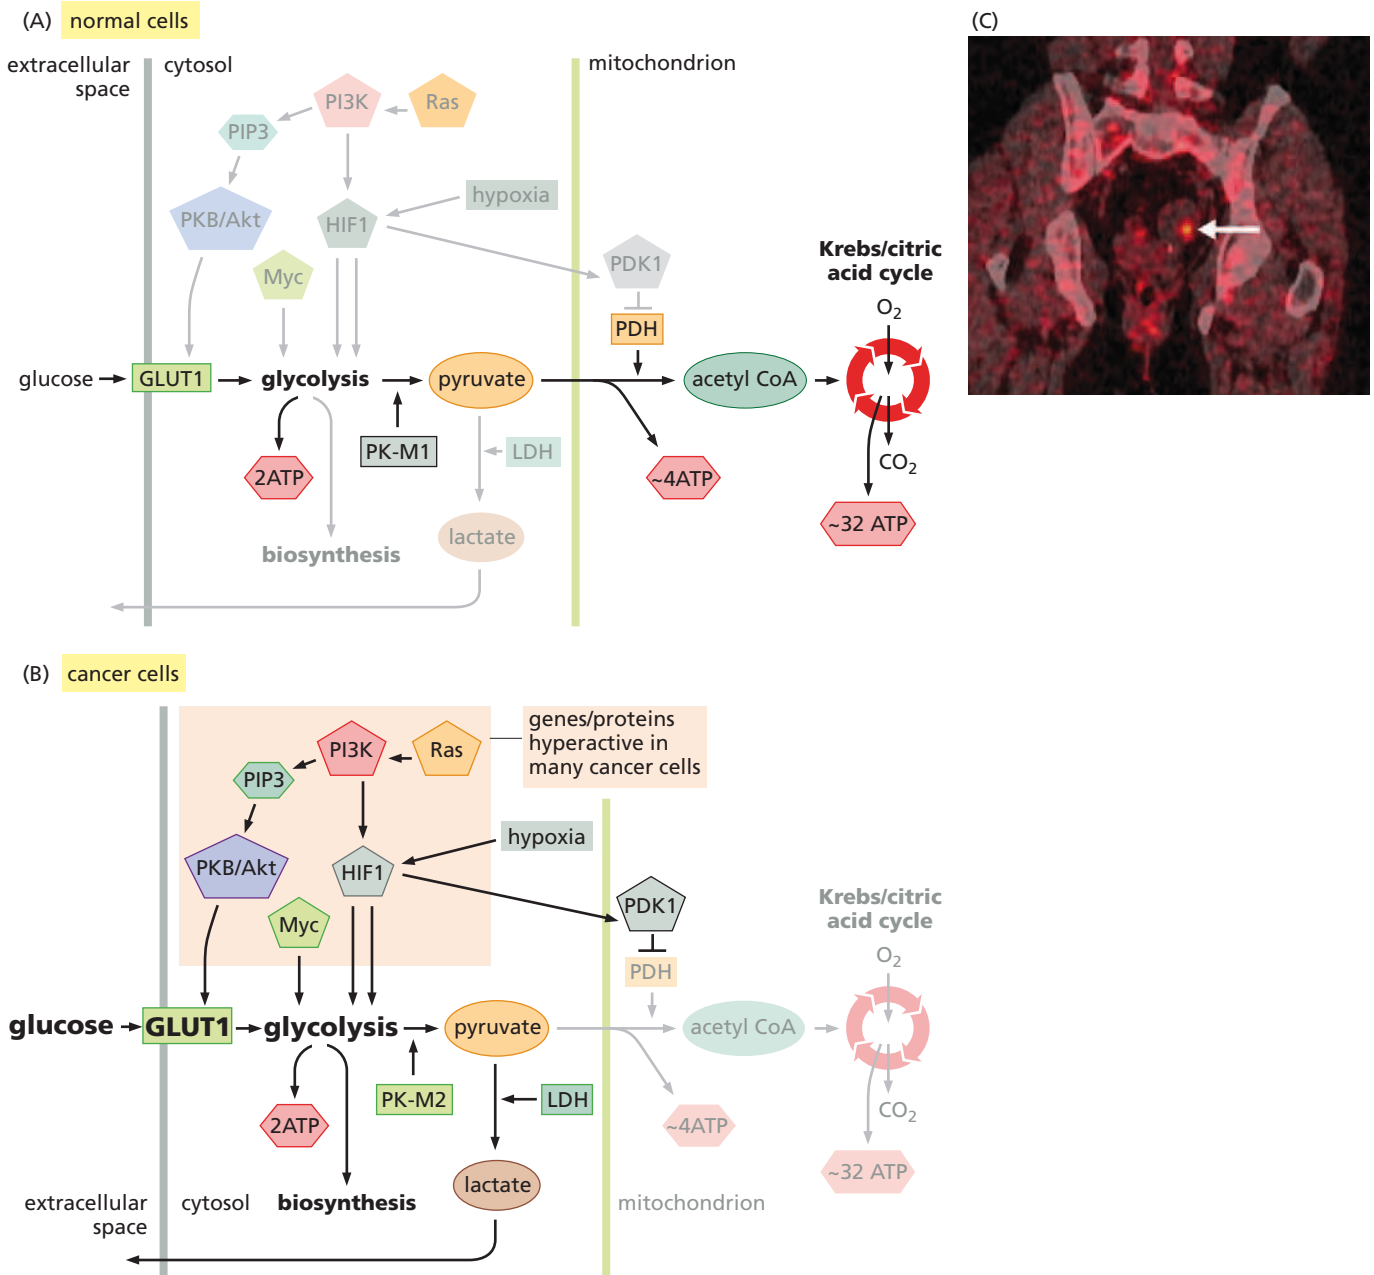 (A) normal cells
extracellular
space
cytosol
mitochondrion
PI3K
Ras
PIP3
hypoxia
PKB/Akt
HIF1
Myc
PDK1
Krebs/citric
acid cycle
O2
PDH
glucose
GLUT1
glycolysis
pyruvate
acetyl CoA
PK-M1
LDH
2ATP
~4ATP
CO2
~32 ATP
lactate
biosynthesis
(C)
(B) cancer cells
genes/proteins
hyperactive in
many cancer cells
PI3K
Ras
PIP3
hypoxia
PKB/Akt
HIF1
Myc
PDK1
Krebs/citric
acid cycle
O2
PDH
glucose
GLUT1
glycolysis
pyruvate
acetyl CoA
PK-M2
LDH
2ATP
~4ATP
CO2
~32 ATP
lactate
extracellular
space
cytosol
biosynthesis
mitochondrion